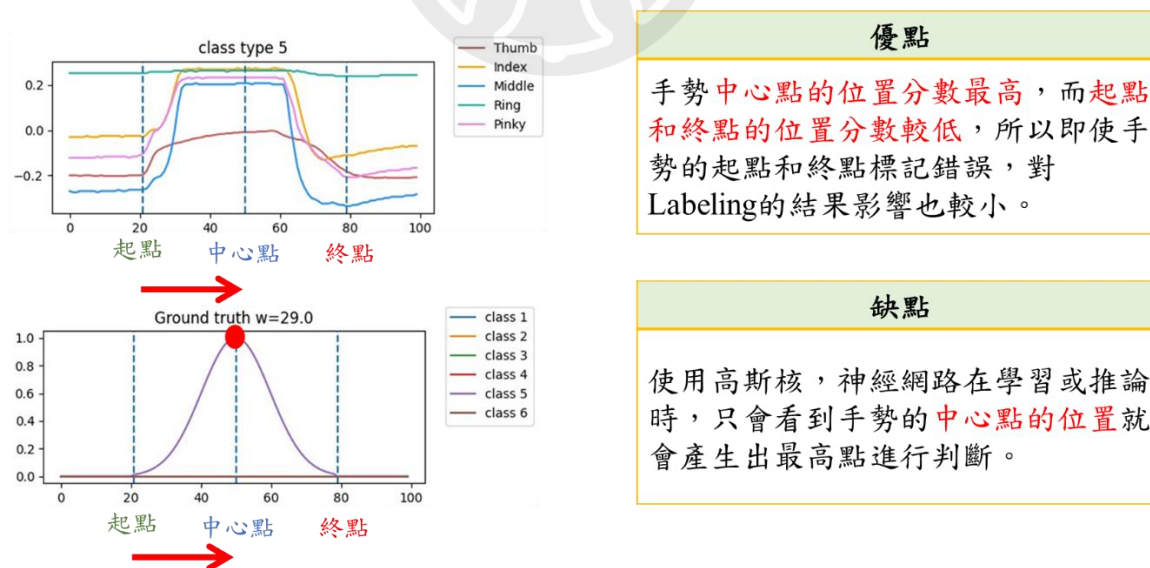 class type 5
Thumb
Index
Middle
Ring
Pinky
0.2
0.0
−0.2
0
20
40
60
80
100
起點
中心點
終點
Ground truth w=29.0
class 1
class 2
class 3
class 4
class 5
class 6
1.0
0.8
0.6
0.4
0.2
0.0
0
20
40
60
80
100
起點
中心點
終點
優點
手勢中心點的位置分數最高，而起點
和終點的位置分數較低，所以即使手
勢的起點和終點標記錯誤，對
Labeling的結果影響也較小。
缺點
使用高斯核，神經網路在學習或推論
時，只會看到手勢的中心點的位置就
會產生出最高點進行判斷。